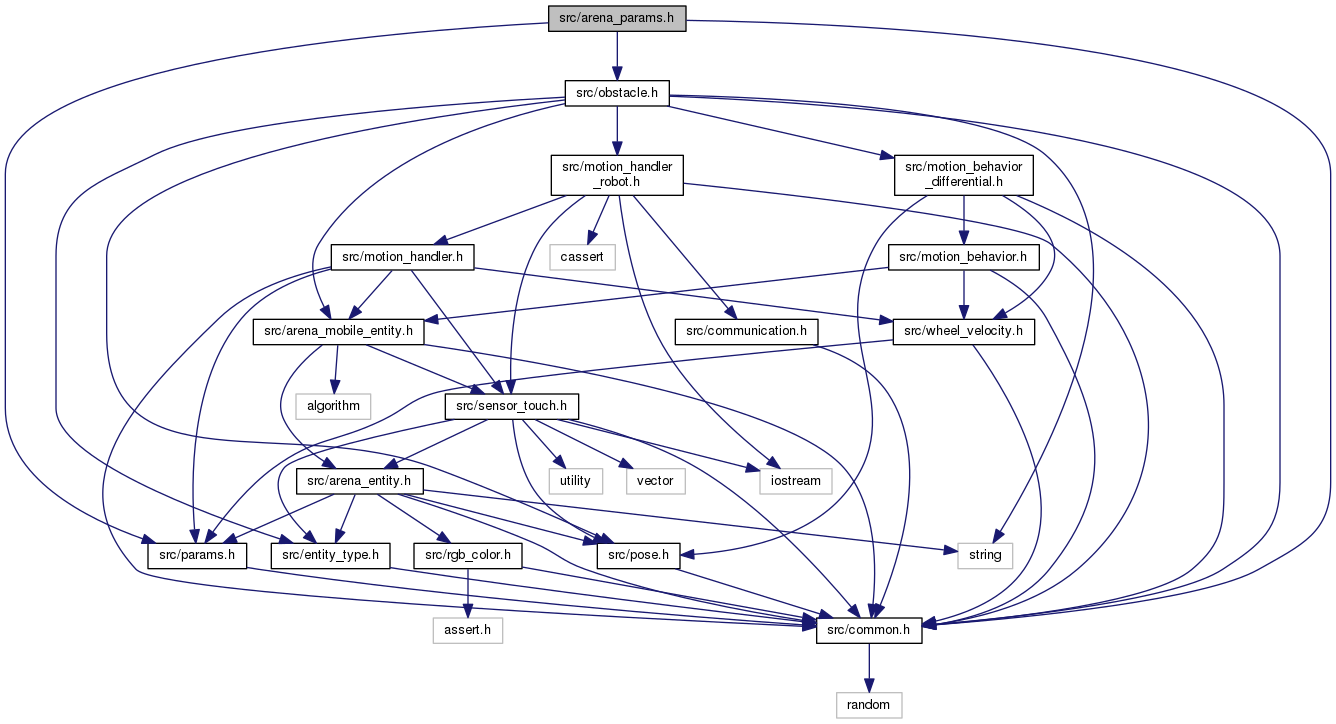 src/arena_params.h
src/obstacle.h
src/motion_handler
_robot.h
src/motion_behavior
_differential.h
src/motion_handler.h
cassert
src/motion_behavior.h
src/arena_mobile_entity.h
src/communication.h
src/wheel_velocity.h
algorithm
src/sensor_touch.h
src/arena_entity.h
utility
vector
iostream
src/params.h
src/entity_type.h
src/rgb_color.h
src/pose.h
string
assert.h
src/common.h
random